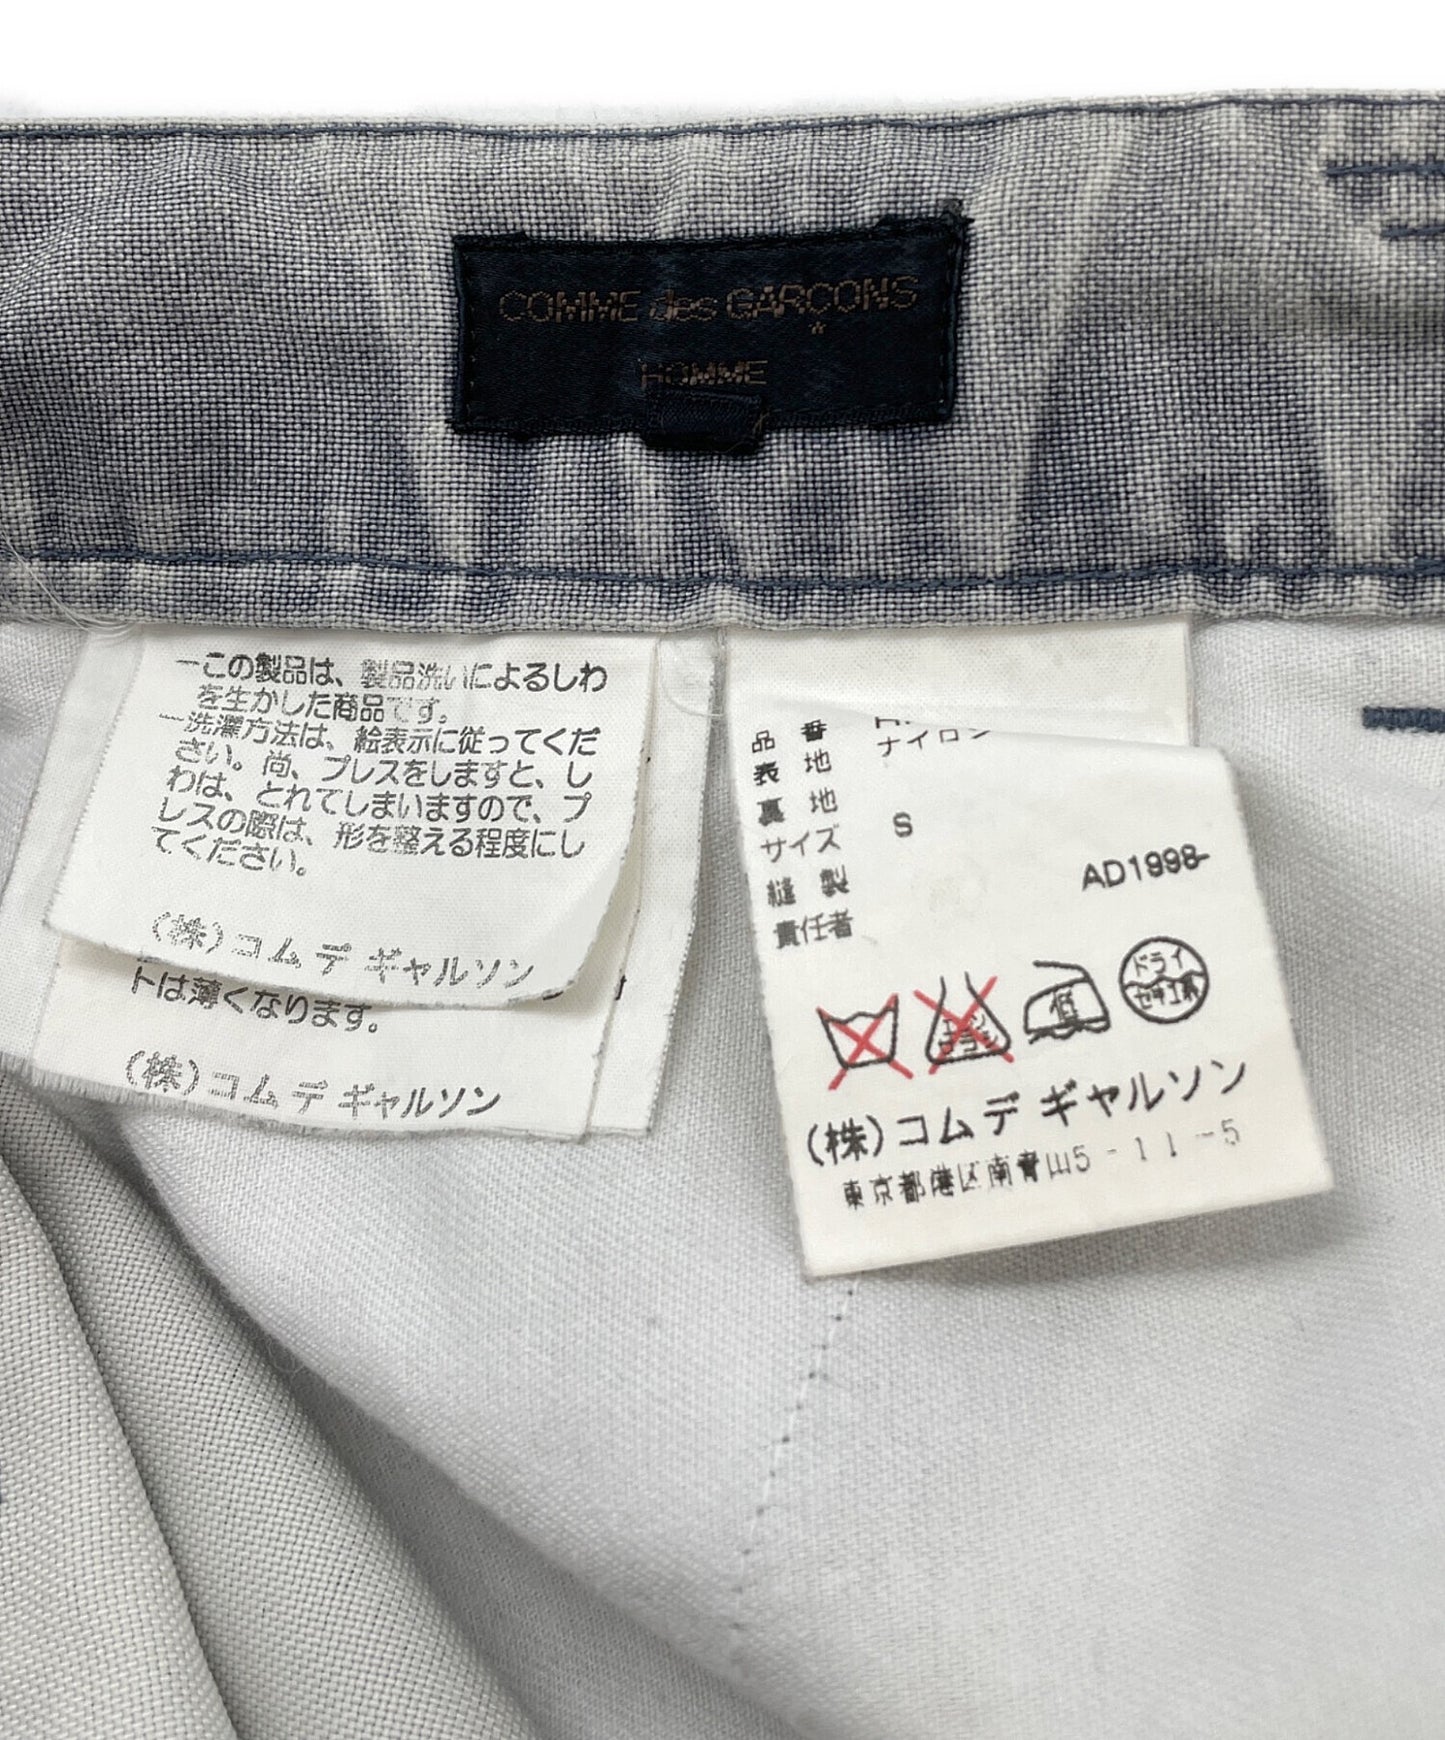 COMME des GARÇONS
*
HOMME
ーこの製品は、製品洗いによるしわ
を生かした商品です。
ー洗濯方法は、絵表示に従ってくだ
さい。尚、プレスをしますと、し
わは、とれてしまいますので、プ
レスの際は、形を整える程度にし
てください。
(株)コム デ ギャルソン
トは薄くなります。
(株)コム デ ギャルソン
品番
表地 ナイロン
裏地
サイズ S
縫製
責任者
AD1998-
低
ドライ
セキユ系
(株)コム デ ギャルソン
東京都港区南青山5-11-5